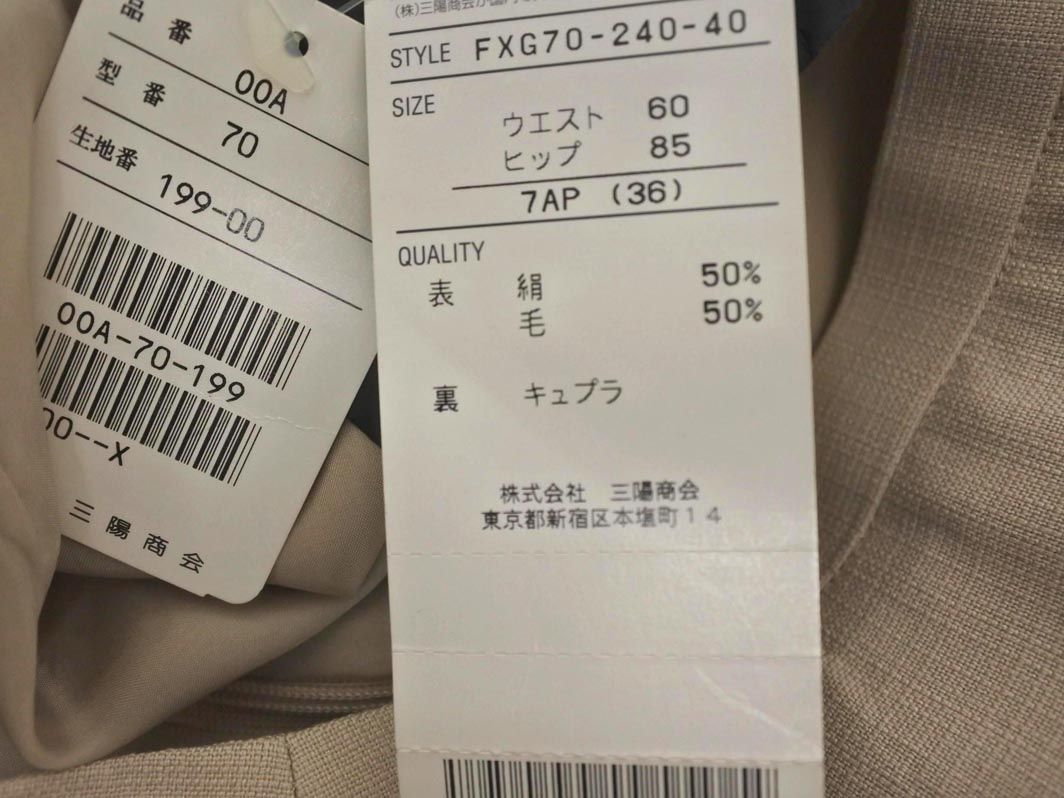 品番 00A
型番 70
生地番 199-00
00A-70-199
00--X
三陽商会
STYLE FXG70-240-40
SIZE
ウエスト 60
ヒップ 85
7AP (36)
QUALITY
表 絹 50%
毛 50%
裏 キュプラ
株式会社 三陽商会
東京都新宿区本塩町14